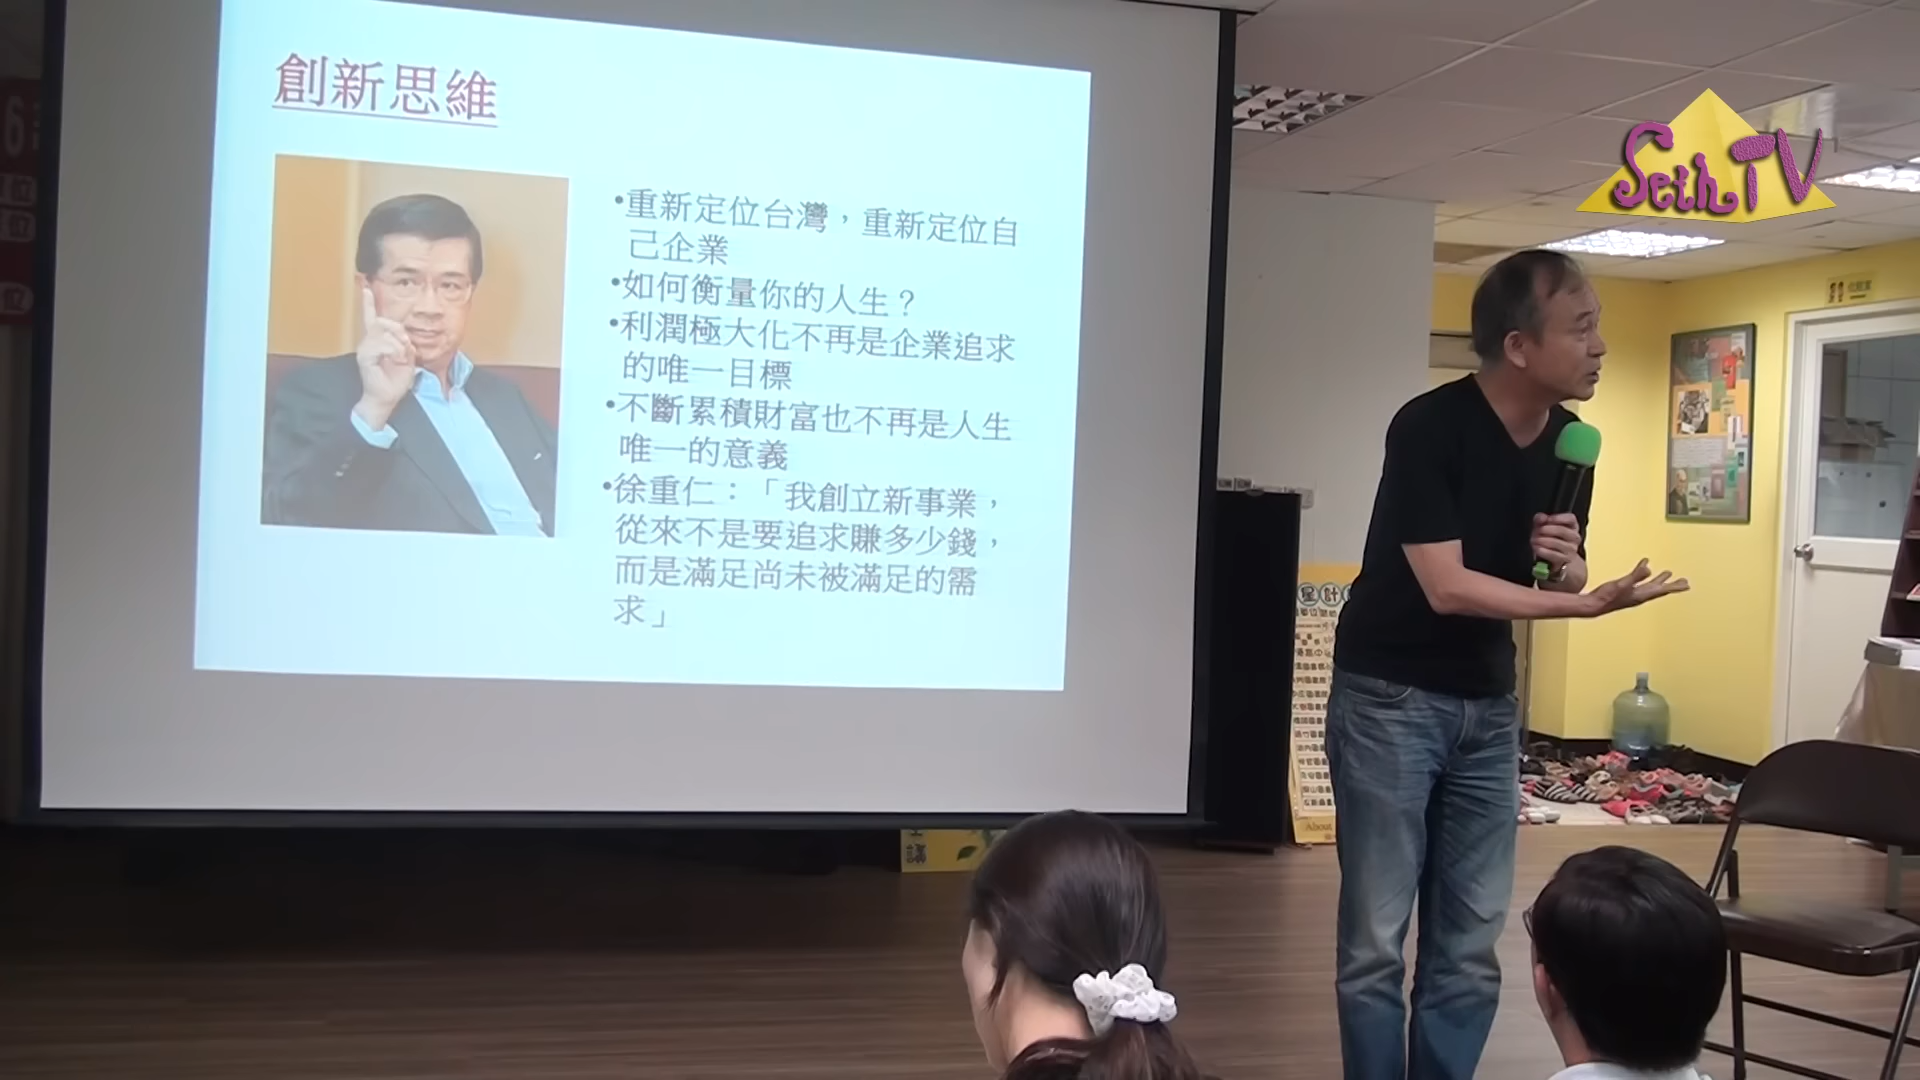 創新思維
•重新定位台灣，重新定位自
己企業
•如何衡量你的人生？
•利潤極大化不再是企業追求
的唯一目標
•不斷累積財富也不再是人生
唯一的意義
•徐重仁：「我創立新事業，
從來不是要追求賺多少錢，
而是滿足尚未被滿足的需
求」
Seth TV
6
位
About